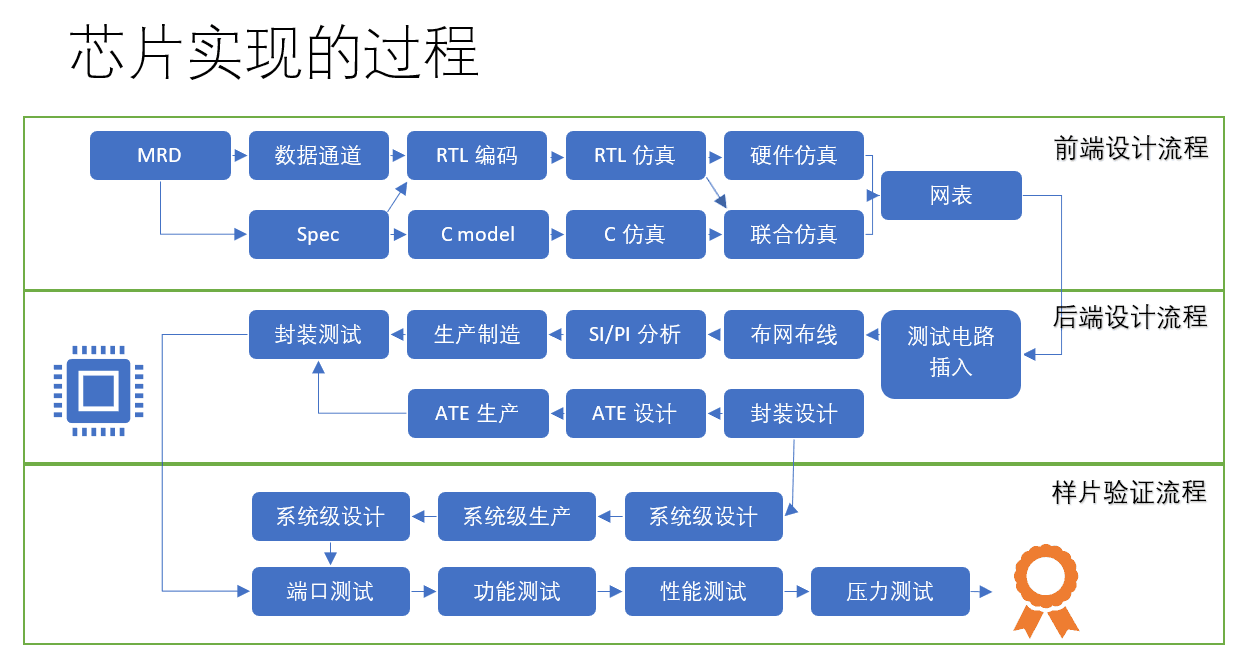 芯片实现的过程
前端设计流程
MRD
数据通道
RTL 编码
RTL 仿真
硬件仿真
网表
Spec
C model
C 仿真
联合仿真
后端设计流程
封装测试
生产制造
SI/PI 分析
布网布线
测试电路
插入
ATE 生产
ATE 设计
封装设计
样片验证流程
系统级设计
系统级生产
系统级设计
端口测试
功能测试
性能测试
压力测试